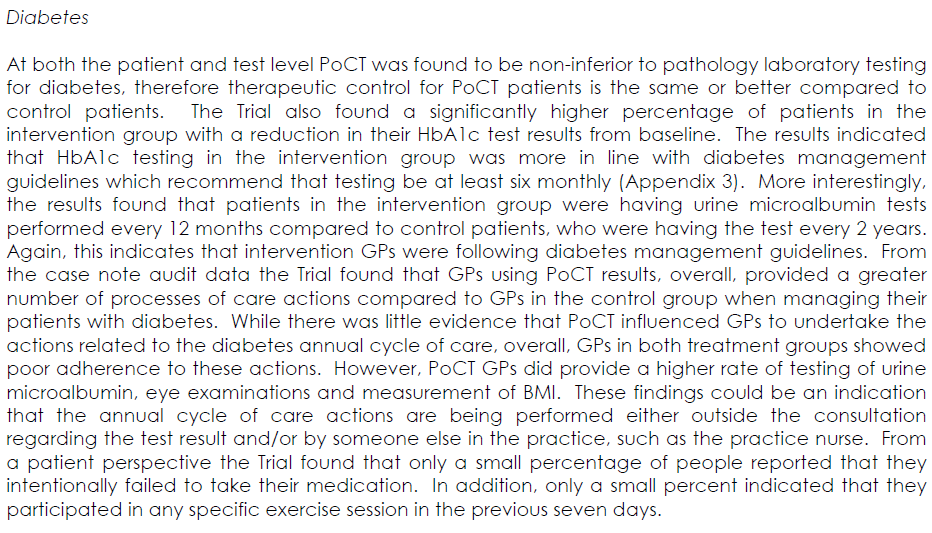 Diabetes
At both the patient and test level PoCT was found to be non-inferior to pathology laboratory testing
for diabetes, therefore therapeutic control for PoCT patients is the same or better compared to
control patients. The Trial also found a significantly higher percentage of patients in the
intervention group with a reduction in their HbA1c test results from baseline. The results indicated
that HbA1c testing in the intervention group was more in line with diabetes management
guidelines which recommend that testing be at least six monthly (Appendix 3). More interestingly,
the results found that patients in the intervention group were having urine microalbumin tests
performed every 12 months compared to control patients, who were having the test every 2 years.
Again, this indicates that intervention GPs were following diabetes management guidelines. From
the case note audit data the Trial found that GPs using PoCT results, overall, provided a greater
number of processes of care actions compared to GPs in the control group when managing their
patients with diabetes. While there was little evidence that PoCT influenced GPs to undertake the
actions related to the diabetes annual cycle of care, overall, GPs in both treatment groups showed
poor adherence to these actions. However, PoCT GPs did provide a higher rate of testing of urine
microalbumin, eye examinations and measurement of BMI. These findings could be an indication
that the annual cycle of care actions are being performed either outside the consultation
regarding the test result and/or by someone else in the practice, such as the practice nurse. From
a patient perspective the Trial found that only a small percentage of people reported that they
intentionally failed to take their medication. In addition, only a small percent indicated that they
participated in any specific exercise session in the previous seven days.